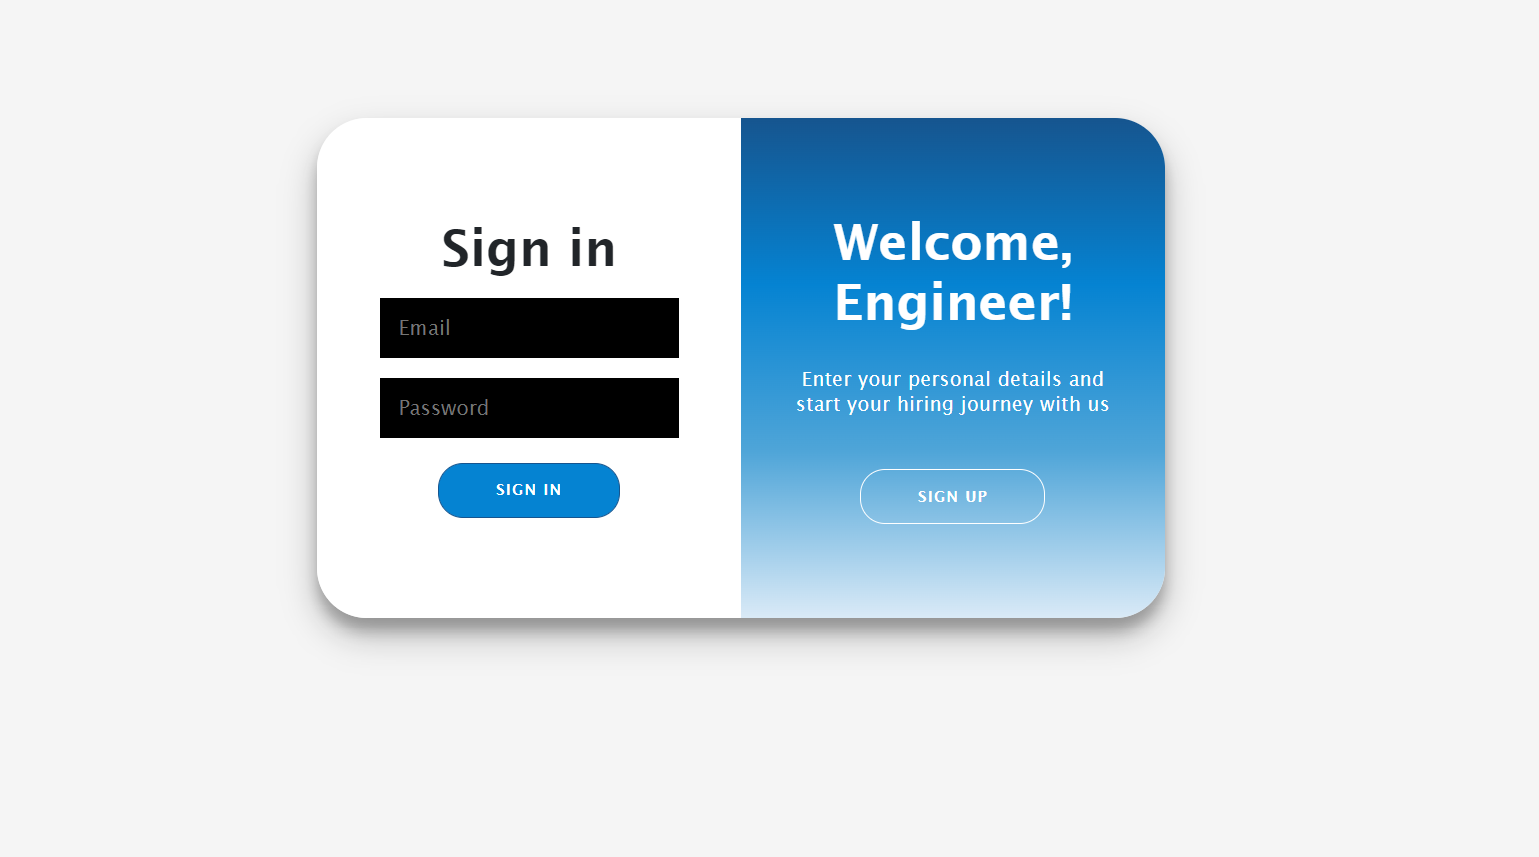 Sign in
Email
Password
SIGN IN
Welcome,
Engineer!
Enter your personal details and
start your hiring journey with us
SIGN UP